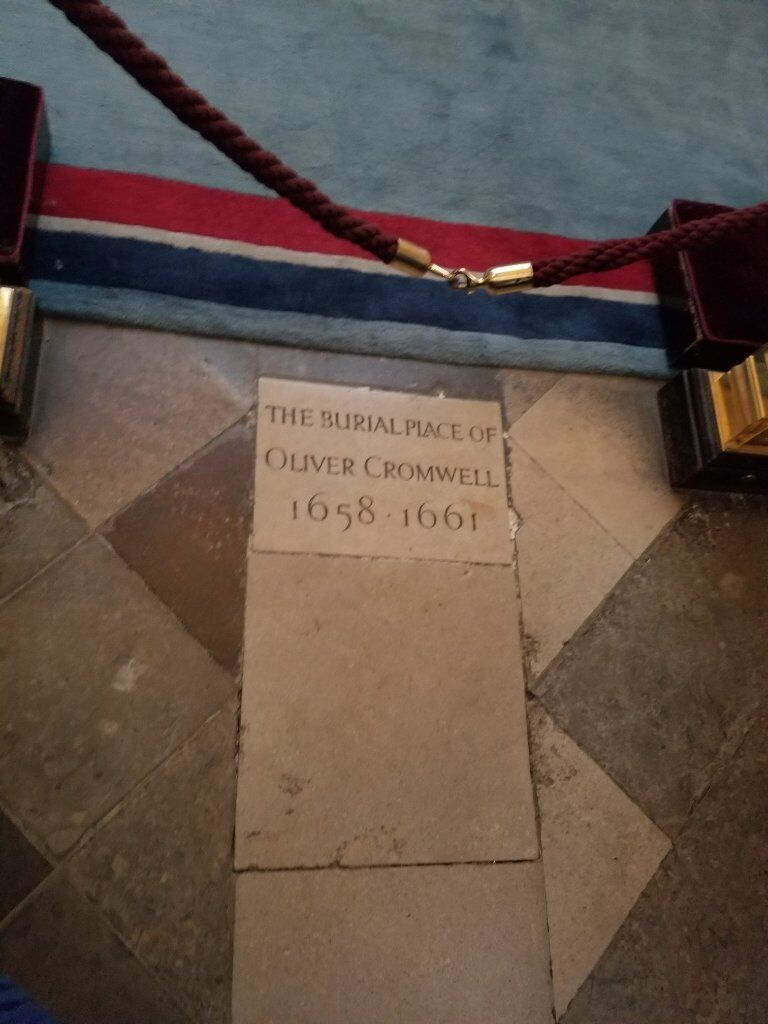 THE BURIAL PLACE OF
OLIVER CROMWELL
1658 · 1661